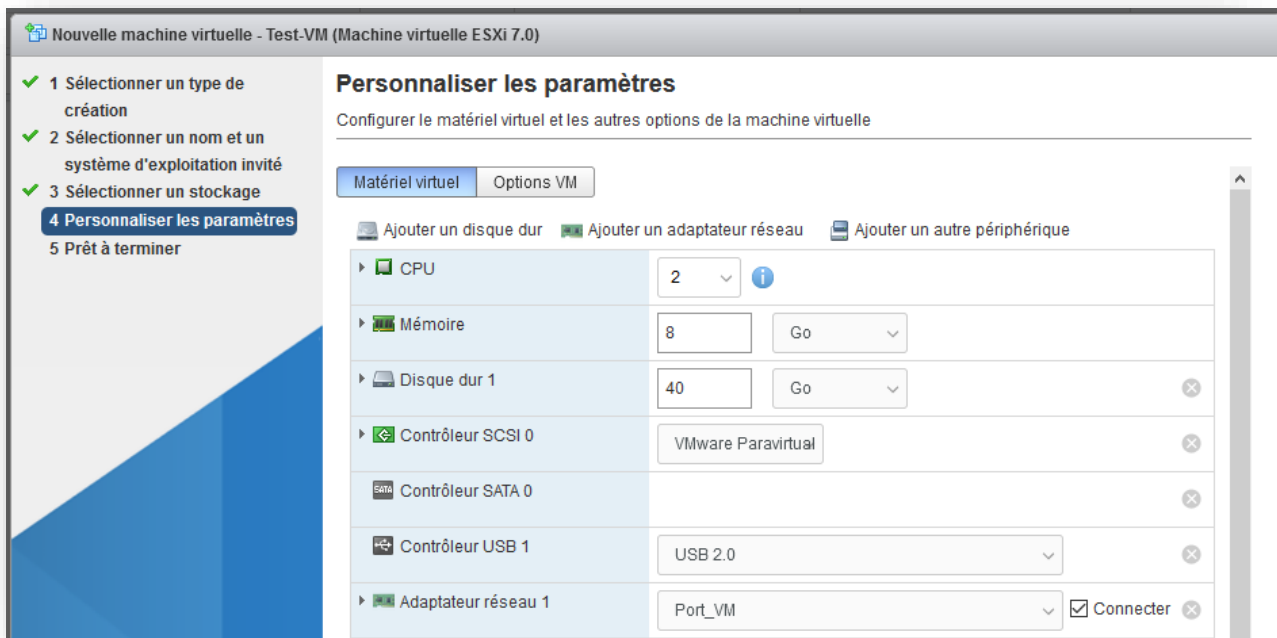 Nouvelle machine virtuelle - Test-VM (Machine virtuelle ESXi 7.0)
1 Sélectionner un type de
création
2 Sélectionner un nom et un
système d'exploitation invité
3 Sélectionner un stockage
4 Personnaliser les paramètres
5 Prêt à terminer
Personnaliser les paramètres
Configurer le matériel virtuel et les autres options de la machine virtuelle
Matériel virtuel Options VM
Ajouter un disque dur Ajouter un adaptateur réseau Ajouter un autre périphérique
CPU 2
Mémoire 8 Go
Disque dur 1 40 Go
Contrôleur SCSI 0 VMware Paravirtual
SATA Contrôleur SATA 0
Contrôleur USB 1 USB 2.0
Adaptateur réseau 1 Port_VM Connecter